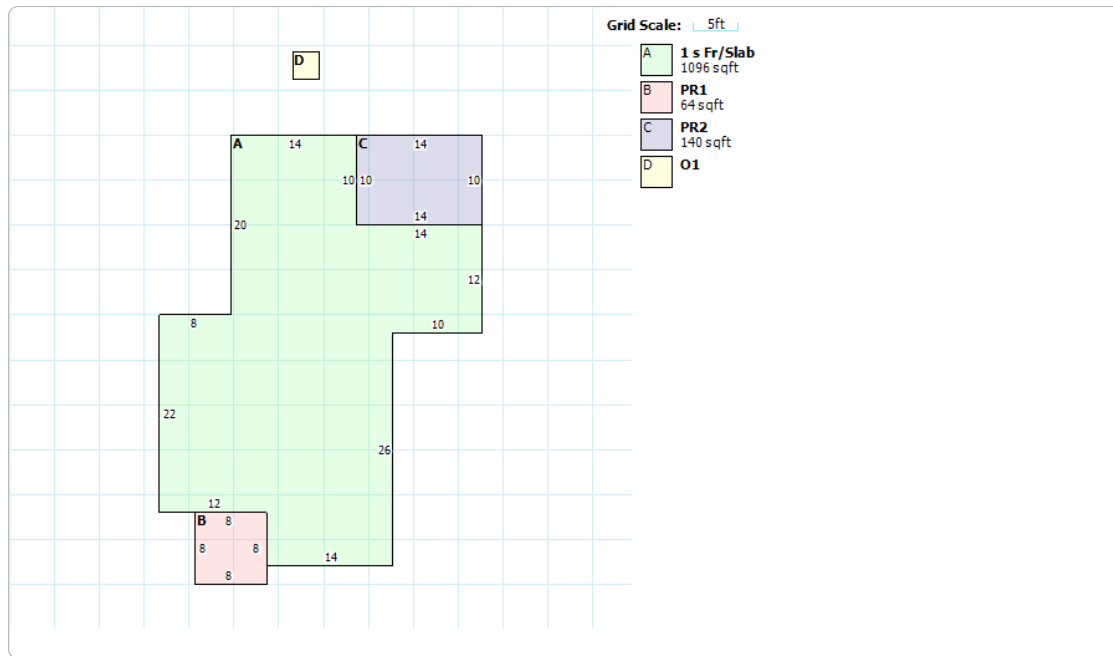 Grid Scale: 5ft
A 1 s Fr/Slab
1096 sqft
B PR1
64 sqft
C PR2
140 sqft
D O1
D
A 14 C 14
10 10 10
14
20 14
12
8 10
22
26
12
B 8
8 8
14
8